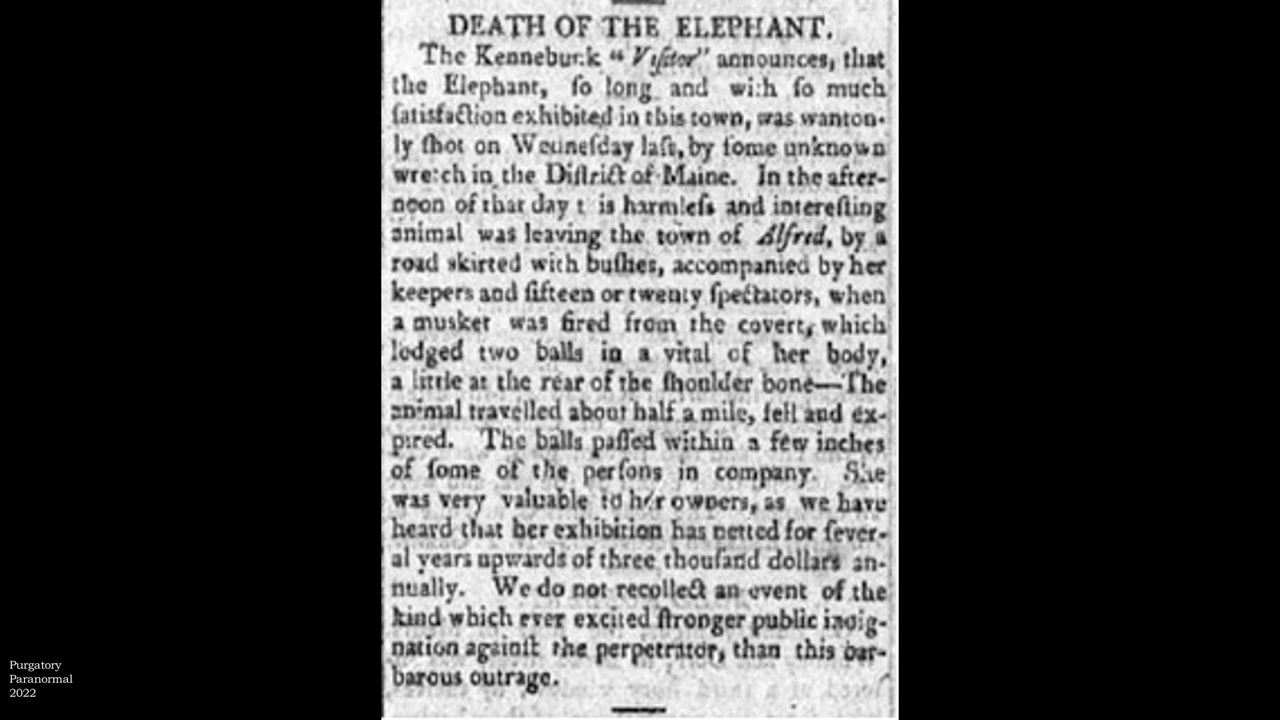 DEATH OF THE ELEPHANT.
The Kennebunk "Viſitor" announces, that
the Elephant, ſo long and with ſo much
ſatisfaction exhibited in this town, was wanton-
ly ſhot on Wedneſday laſt, by ſome unknown
wretch in the Diſtrict of Maine. In the after-
noon of that day t is harmleſs and intereſting
animal was leaving the town of Alfred, by a
road skirted with buſhes, accompanied by her
keepers and fifteen or twenty ſpectators, when
a musket was fired from the covert, which
lodged two balls in a vital of her body,
a little at the rear of the ſhoulder bone—The
animal travelled about half a mile, fell and ex-
pired. The balls paſſed within a few inches
of ſome of the perſons in company. She
was very valuable to her owners, as we have
heard that her exhibition has netted for ſever-
al years upwards of three thouſand dollars an-
nually. We do not recollect an event of the
kind which ever excited ſtronger public indig-
nation againſt the perpetrator, than this bar-
barous outrage.
Purgatory
Paranormal
2022